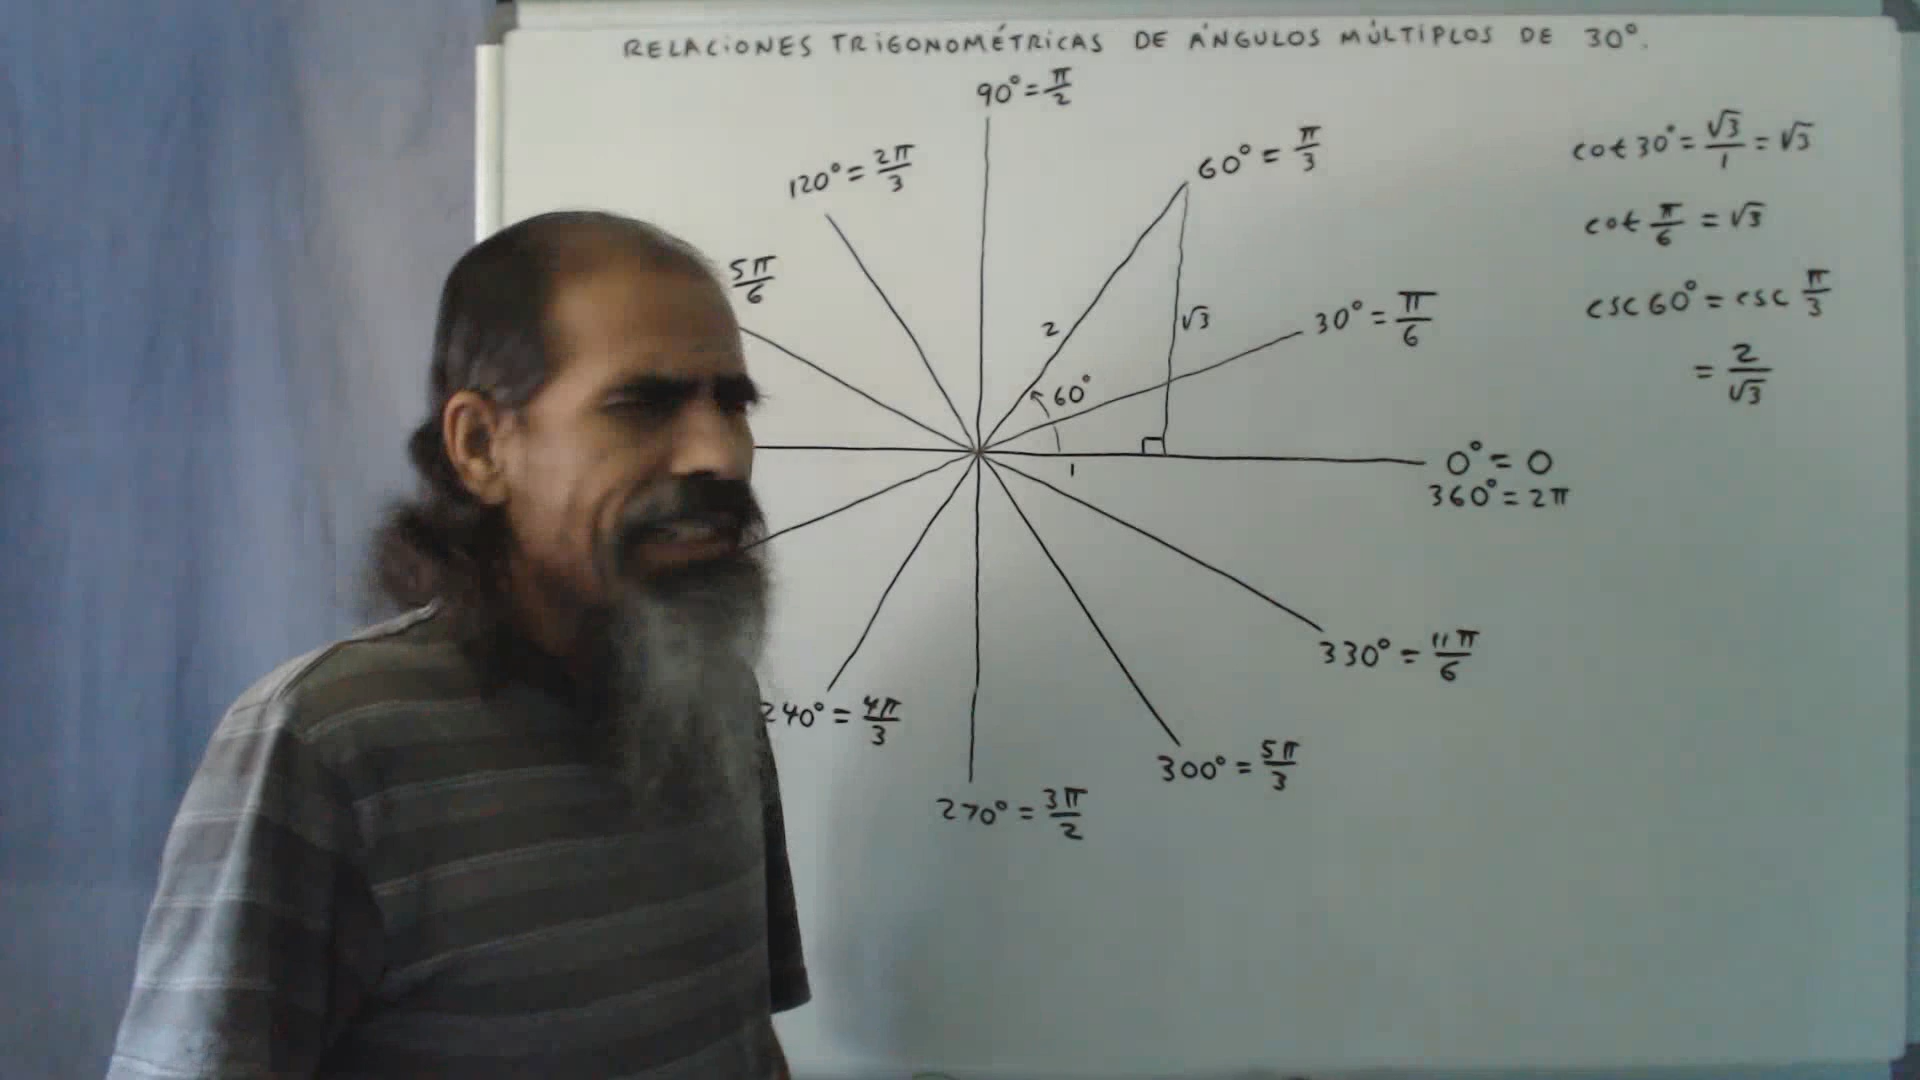 RELACIONES TRIGONOMÉTRICAS DE ÁNGULOS MÚLTIPLOS DE 30°.
90° = π/2
120° = 2π/3
60° = π/3
5π/6
30° = π/6
2
√3
60°
1
0° = 0
360° = 2π
330° = 11π/6
240° = 4π/3
300° = 5π/3
270° = 3π/2
cot 30° = √3/1 = √3
cot π/6 = √3
csc 60° = csc π/3
= 2/√3